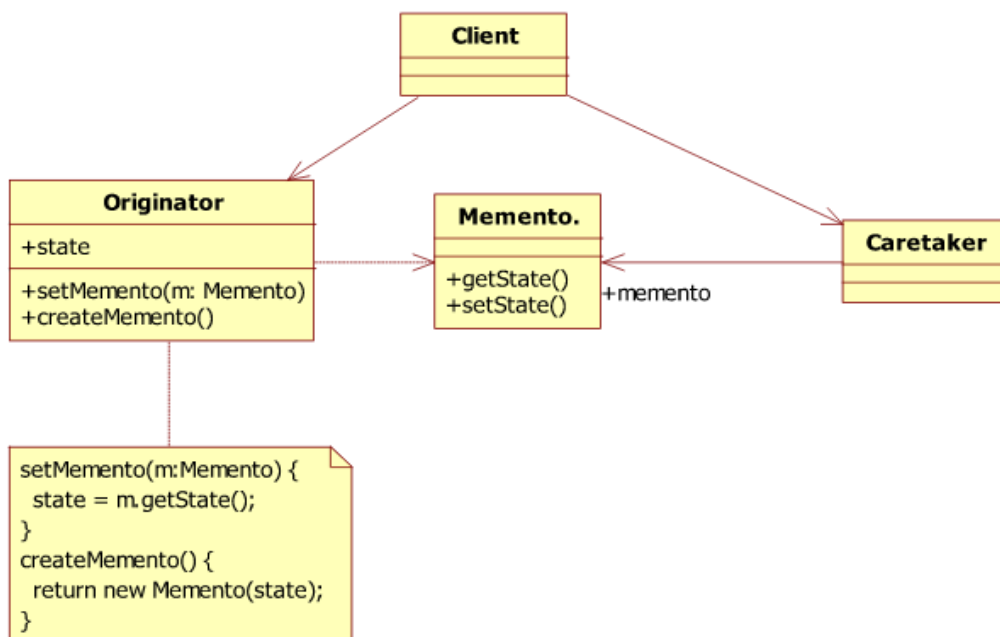 Client
Originator
+state
+setMemento(m: Memento)
+createMemento()
Memento.
+getState()
+setState()
+memento
Caretaker
setMemento(m:Memento) {
state = m.getState();
}
createMemento() {
return new Memento(state);
}